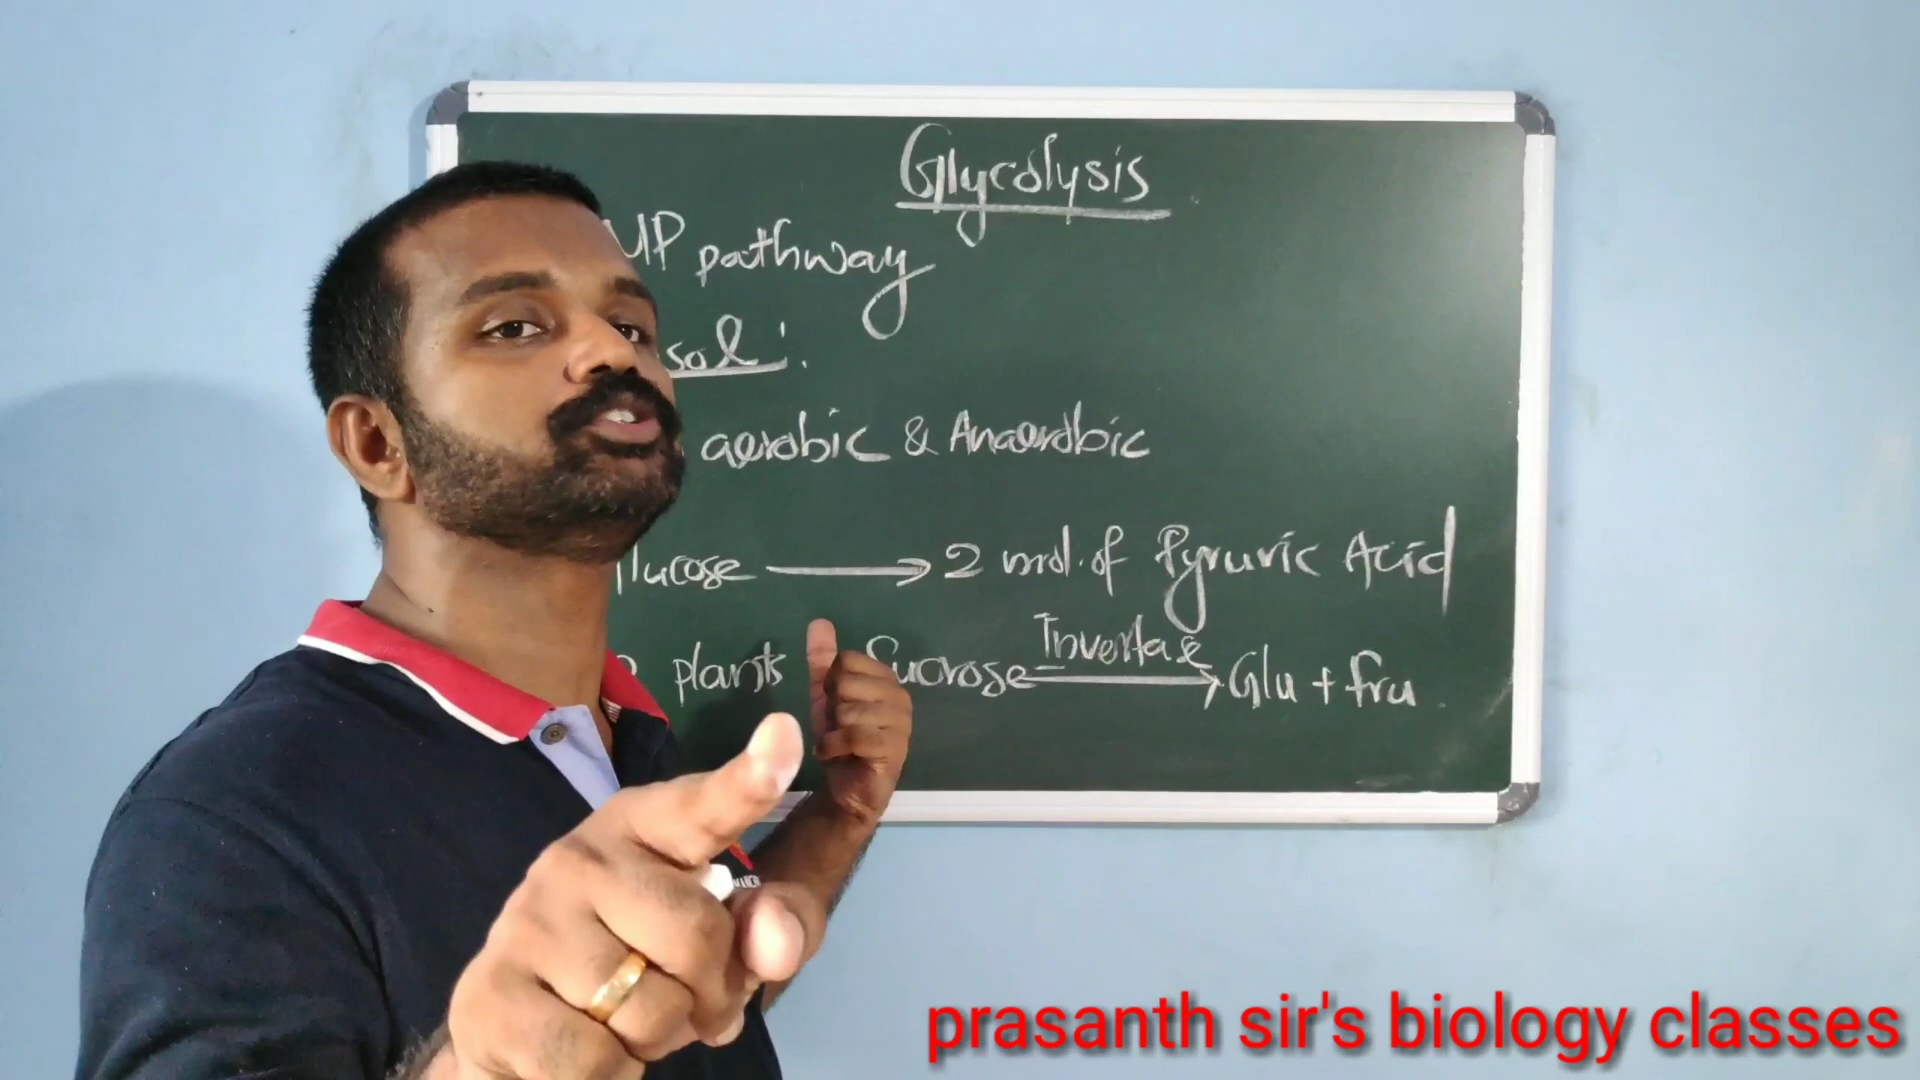 Glycolysis
MP pathway
sol :
aerobic & Anaerobic
lucose → 2 mol. of Pyruvic Acid
Invertase
plants Sucrose → Glu + fru
prasanth sir's biology classes